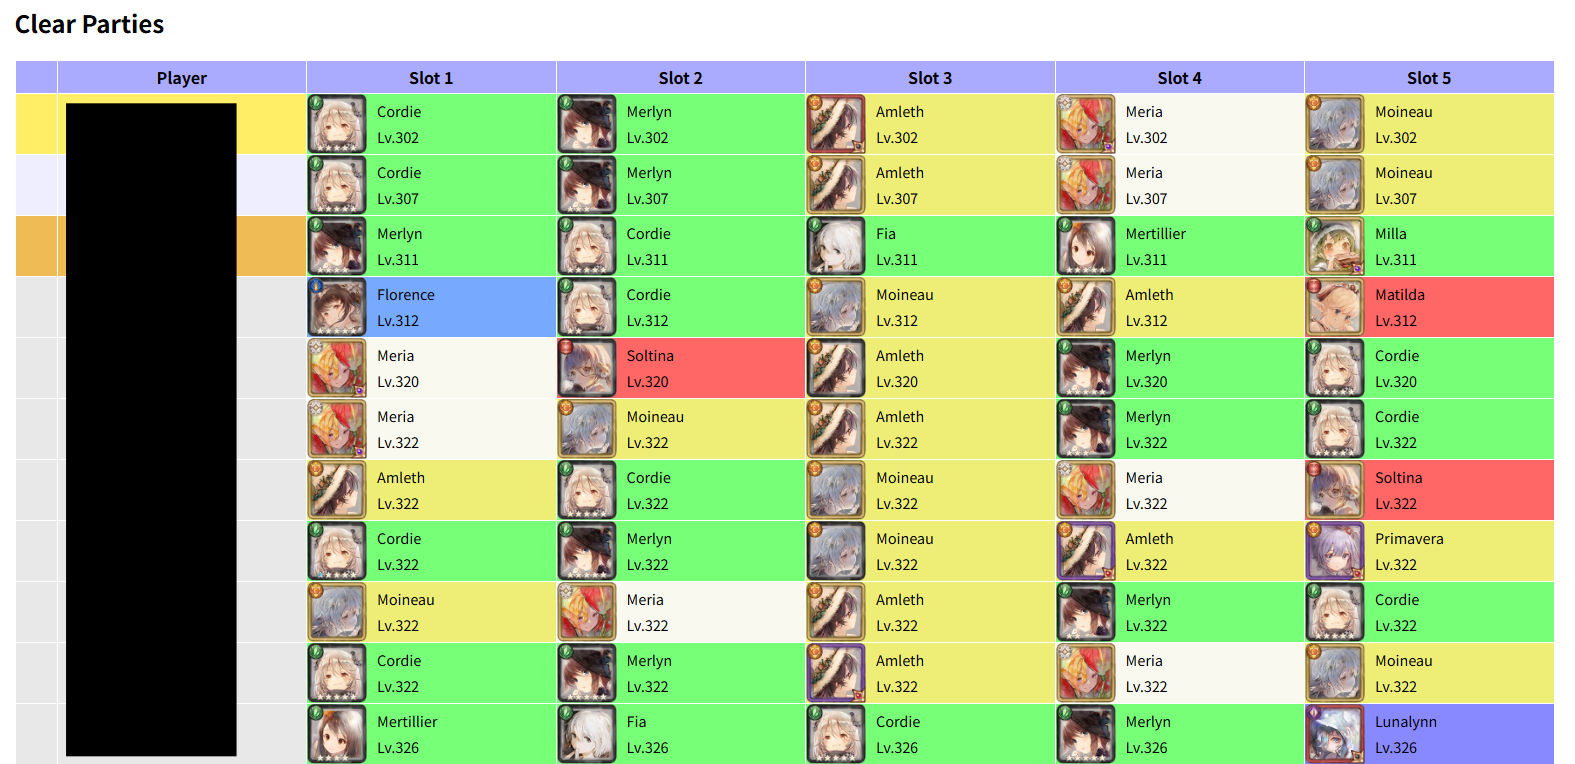 Clear Parties
Player Slot 1 Slot 2 Slot 3 Slot 4 Slot 5
Cordie Merlyn Amleth Meria Moineau
Lv.302 Lv.302 Lv.302 Lv.302 Lv.302
Cordie Merlyn Amleth Meria Moineau
Lv.307 Lv.307 Lv.307 Lv.307 Lv.307
Merlyn Cordie Fia Mertillier Milla
Lv.311 Lv.311 Lv.311 Lv.311 Lv.311
Florence Cordie Moineau Amleth Matilda
Lv.312 Lv.312 Lv.312 Lv.312 Lv.312
Meria Soltina Amleth Merlyn Cordie
Lv.320 Lv.320 Lv.320 Lv.320 Lv.320
Meria Moineau Amleth Merlyn Cordie
Lv.322 Lv.322 Lv.322 Lv.322 Lv.322
Amleth Cordie Moineau Meria Soltina
Lv.322 Lv.322 Lv.322 Lv.322 Lv.322
Cordie Merlyn Moineau Amleth Primavera
Lv.322 Lv.322 Lv.322 Lv.322 Lv.322
Moineau Meria Amleth Merlyn Cordie
Lv.322 Lv.322 Lv.322 Lv.322 Lv.322
Cordie Merlyn Amleth Meria Moineau
Lv.322 Lv.322 Lv.322 Lv.322 Lv.322
Mertillier Fia Cordie Merlyn Lunalynn
Lv.326 Lv.326 Lv.326 Lv.326 Lv.326